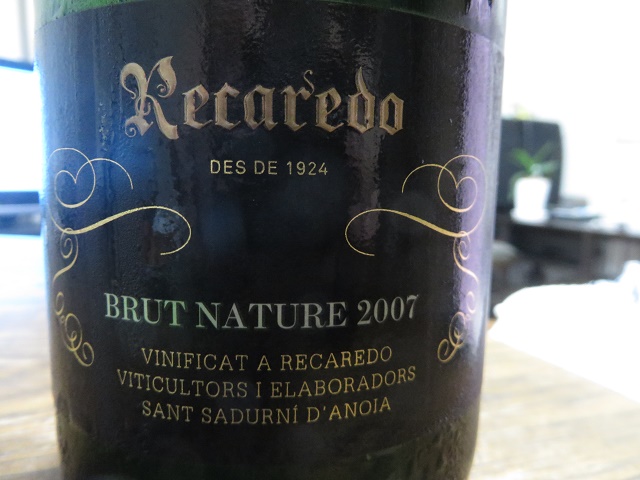 Recaredo
DES DE 1924
BRUT NATURE 2007
VINIFICAT A RECAREDO
VITICULTORS I ELABORADORS
SANT SADURNÍ D'ANOIA